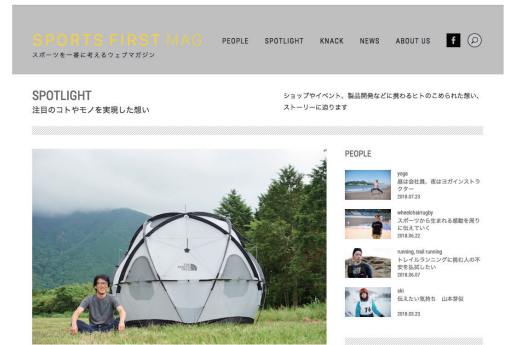 SPORTS FIRST MAG
スポーツを一番に考えるウェブマガジン
PEOPLE SPOTLIGHT KNACK NEWS ABOUT US f
SPOTLIGHT
注目のコトやモノを実現した想い
ショップやイベント、製品開発などに携わるヒトのこめられた想い、
ストーリーに迫ります
THE NORTH FACE
PEOPLE
yoga
昼は会社員、夜はヨガインストラ
クター
2018.07.23
wheelchairrugby
スポーツから生まれる感動を周り
に伝えていく
2018.06.22
running, trail running
トレイルランニングに挑む人の不
安を払拭したい
2018.06.07
ski
伝えたい気持ち 山本芽似
2018.03.23